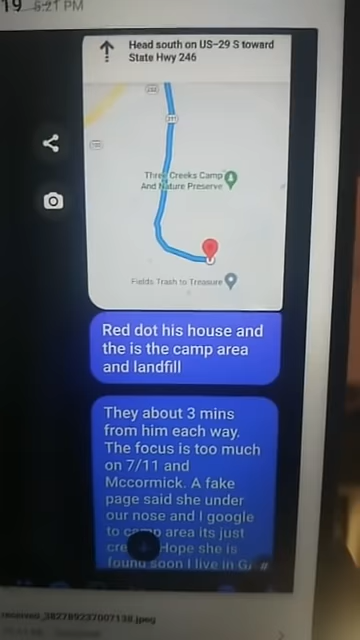 19 5:21 PM
Head south on US-29 S toward
State Hwy 246
Three Creeks Camp
And Nature Preserve
Fields Trash to Treasure
Red dot his house and
the is the camp area
and landfill
They about 3 mins
from him each way.
The focus is too much
on 7/11 and
Mccormick. A fake
page said she under
our nose and I google
to camp area its just
Hope she is
found soon I live in